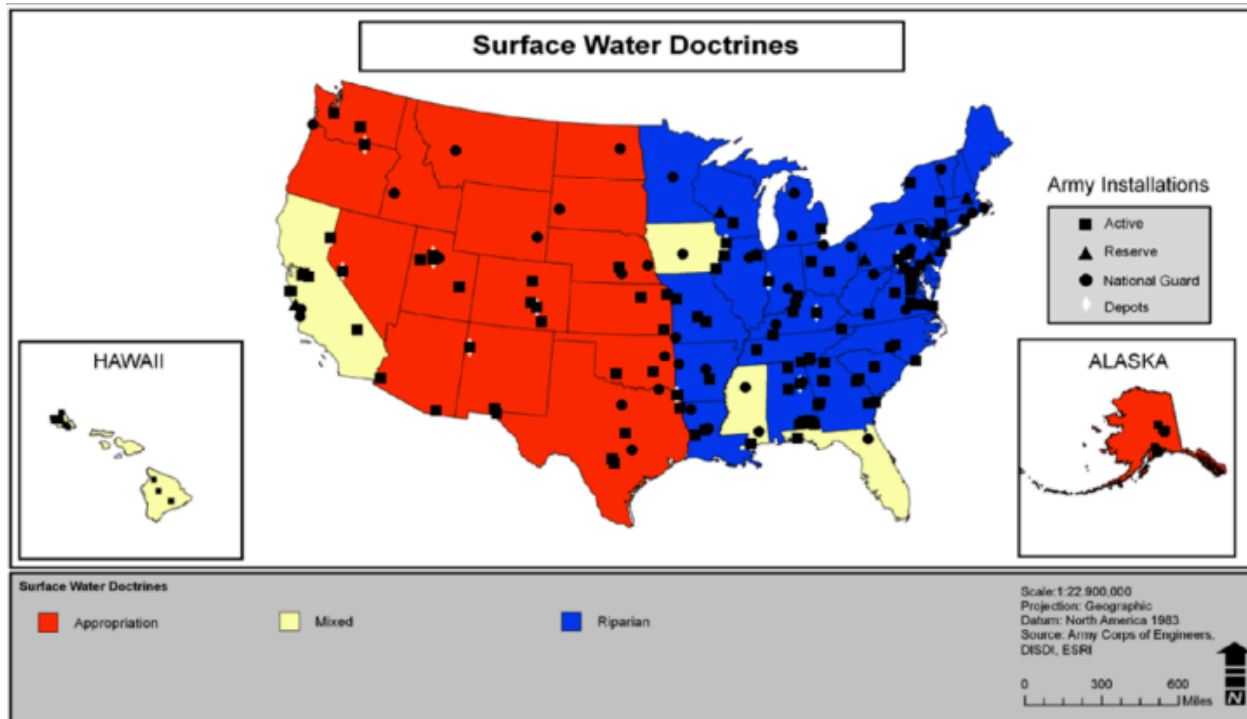 Surface Water Doctrines
Army Installations
Active
Reserve
National Guard
Depots
HAWAII
ALASKA
Surface Water Doctrines
Appropriation
Mixed
Riparian
Scale:1:22.900,000
Projection: Geographic
Datum: North America 1983
Source: Army Corps of Engineers,
DISDI, ESRI
0 300 600
Miles
N